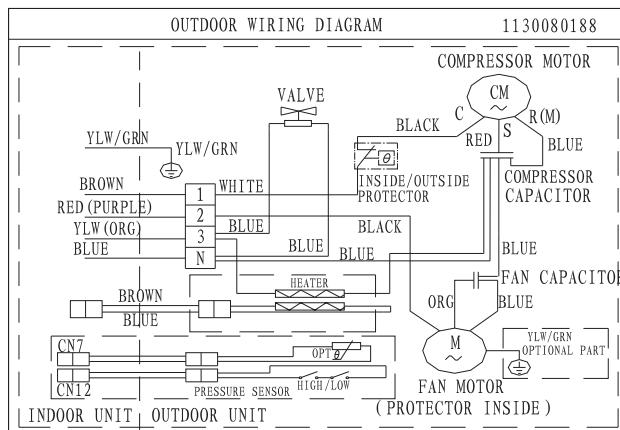 OUTDOOR WIRING DIAGRAM 1130080188
COMPRESSOR MOTOR
CM
~
C
S
R(M)
VALVE
BLACK
RED
BLUE
YLW/GRN
YLW/GRN
θ
INSIDE/OUTSIDE
PROTECTOR
COMPRESSOR
CAPACITOR
BROWN
1
WHITE
RED(PURPLE)
2
BLACK
YLW(ORG)
3
BLUE
BLUE
N
BLUE
BLUE
BLUE
HEATER
FAN CAPACITOR
BROWN
BLUE
ORG
BLUE
M
~
YLW/GRN
OPTIONAL PART
CN7
OPT
θ
CN12
PRESSURE SENSOR
HIGH/LOW
FAN MOTOR
(PROTECTOR INSIDE)
INDOOR UNIT
OUTDOOR UNIT